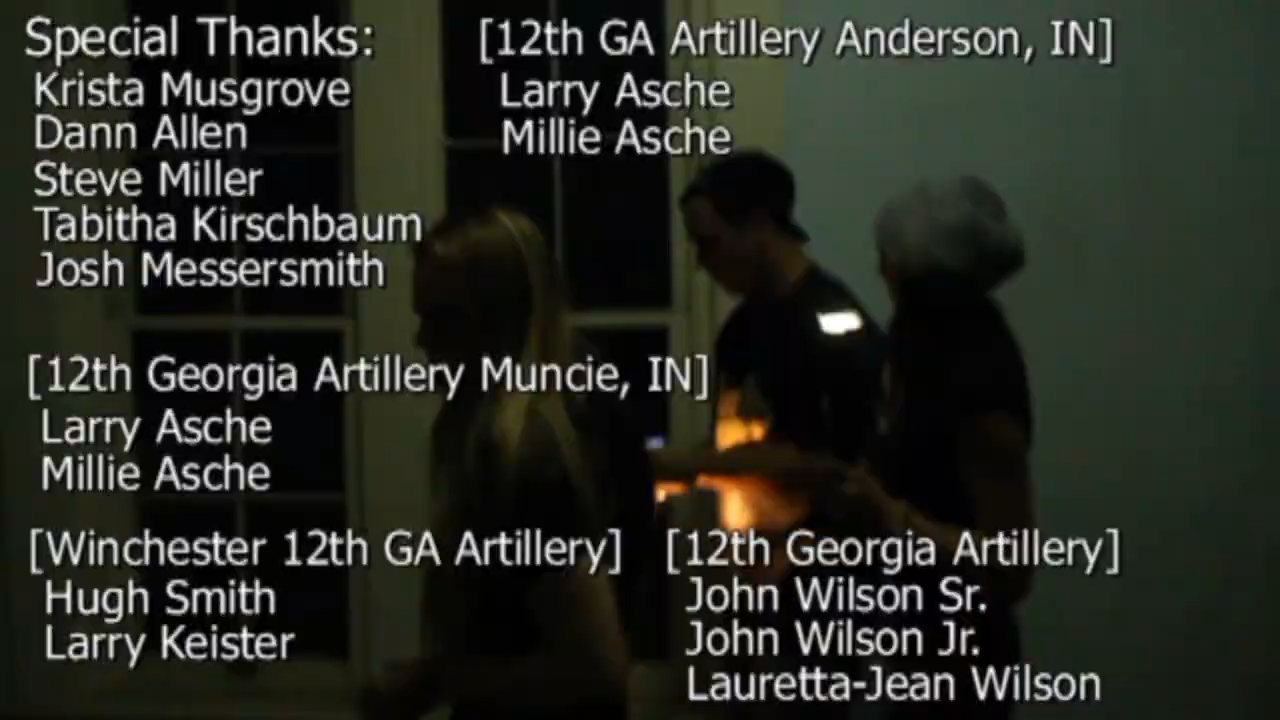 Special Thanks:
Krista Musgrove
Dann Allen
Steve Miller
Tabitha Kirschbaum
Josh Messersmith
[12th GA Artillery Anderson, IN]
Larry Asche
Millie Asche
[12th Georgia Artillery Muncie, IN]
Larry Asche
Millie Asche
[Winchester 12th GA Artillery]
Hugh Smith
Larry Keister
[12th Georgia Artillery]
John Wilson Sr.
John Wilson Jr.
Lauretta-Jean Wilson